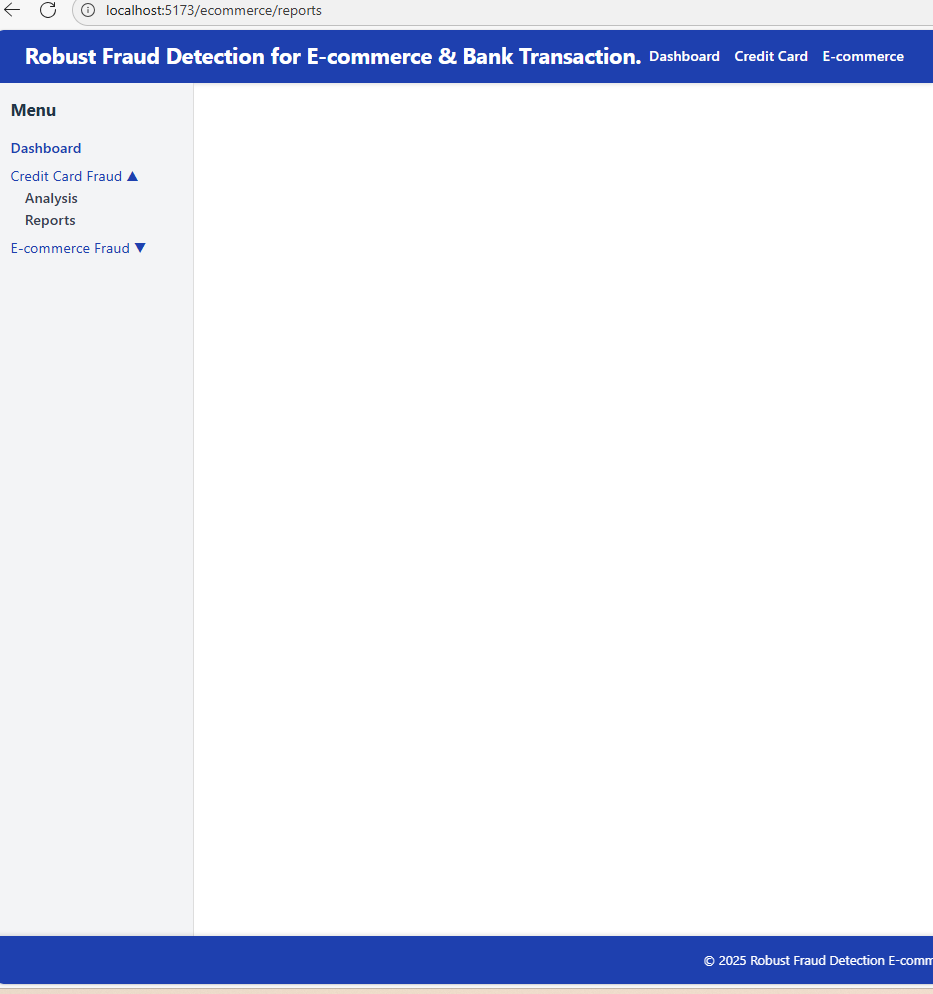 localhost:5173/ecommerce/reports
Robust Fraud Detection for E-commerce & Bank Transaction. Dashboard Credit Card E-commerce
Menu
Dashboard
Credit Card Fraud ▲
Analysis
Reports
E-commerce Fraud ▼
© 2025 Robust Fraud Detection E-comm